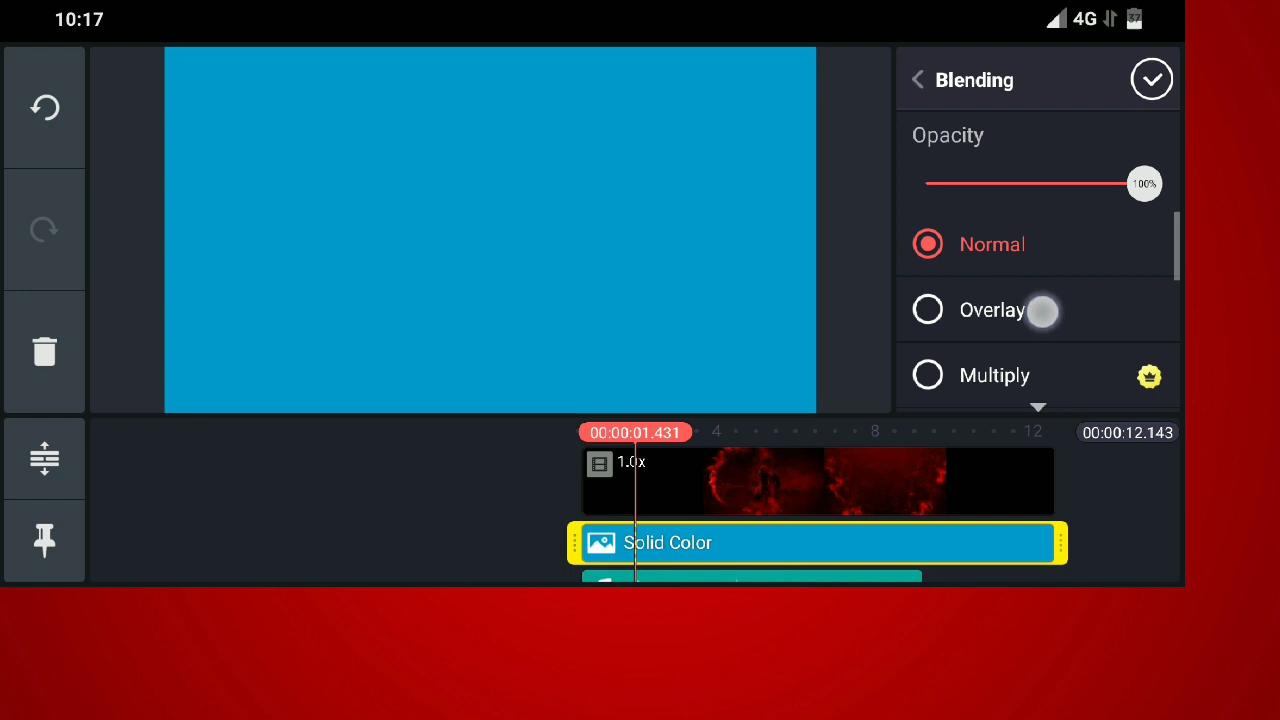 10:17
4G
37
Blending
Opacity
100%
Normal
Overlay
Multiply
00:00:01.431
4
8
12
00:00:12.143
1.0x
Solid Color